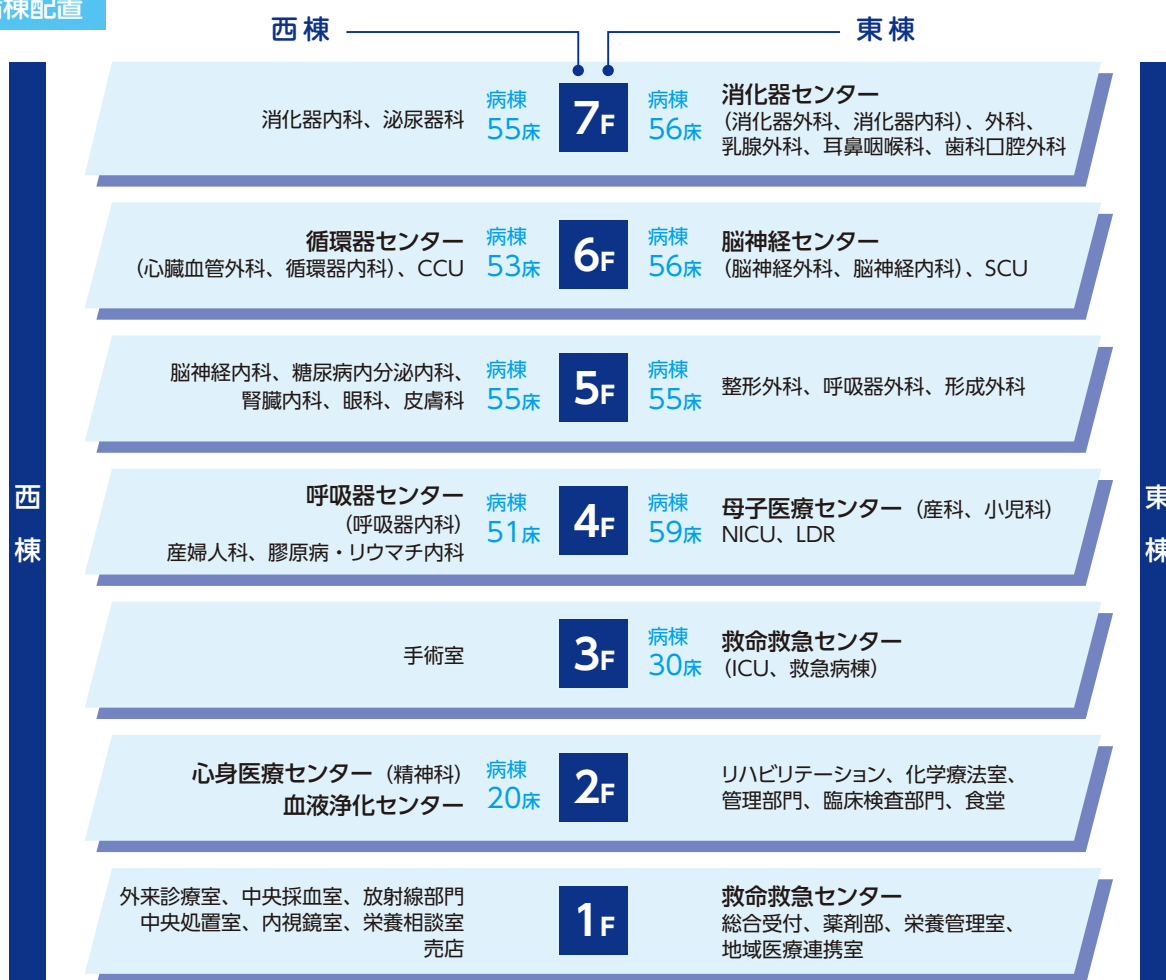 棟配置
西棟
東棟
消化器内科、泌尿器科
病棟
55床
7F
病棟
56床
消化器センター
(消化器外科、消化器内科)、外科、
乳腺外科、耳鼻咽喉科、歯科口腔外科
循環器センター
(心臓血管外科、循環器内科)、CCU
病棟
53床
6F
病棟
56床
脳神経センター
(脳神経外科、脳神経内科)、SCU
脳神経内科、糖尿病内分泌内科、
腎臓内科、眼科、皮膚科
病棟
55床
5F
病棟
55床
整形外科、呼吸器外科、形成外科
呼吸器センター
(呼吸器内科)
産婦人科、膠原病・リウマチ内科
病棟
51床
4F
病棟
59床
母子医療センター(産科、小児科)
NICU、LDR
手術室
3F
病棟
30床
救命救急センター
(ICU、救急病棟)
心身医療センター(精神科)
血液浄化センター
病棟
20床
2F
リハビリテーション、化学療法室、
管理部門、臨床検査部門、食堂
外来診療室、中央採血室、放射線部門
中央処置室、内視鏡室、栄養相談室
売店
1F
救命救急センター
総合受付、薬剤部、栄養管理室、
地域医療連携室
西棟
東棟